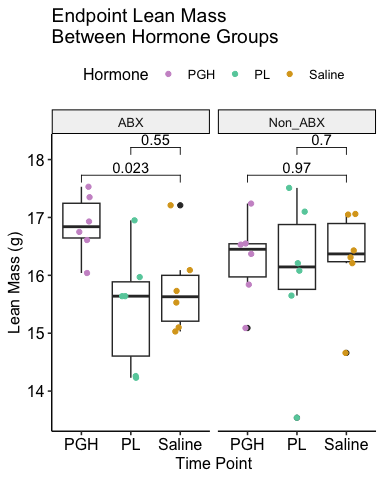 Endpoint Lean Mass
Between Hormone Groups
Hormone PGH PL Saline
ABX Non_ABX
0.55 0.7
0.023 0.97
Lean Mass (g)
18
17
16
15
14
PGH PL Saline PGH PL Saline
Time Point